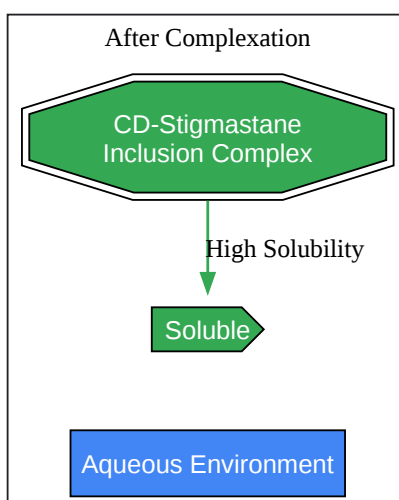 After Complexation
CD-Stigmastane
Inclusion Complex
High Solubility
Soluble
Aqueous Environment